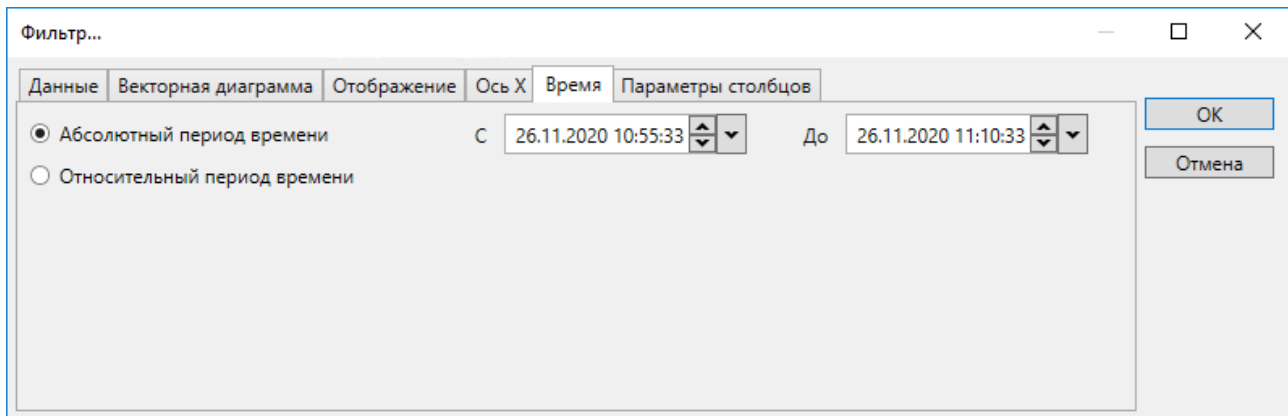 Фильтр...
Данные Векторная диаграмма Отображение Ось X Время Параметры столбцов
ОК
Абсолютный период времени С 26.11.2020 10:55:33 До 26.11.2020 11:10:33
Отмена
Относительный период времени